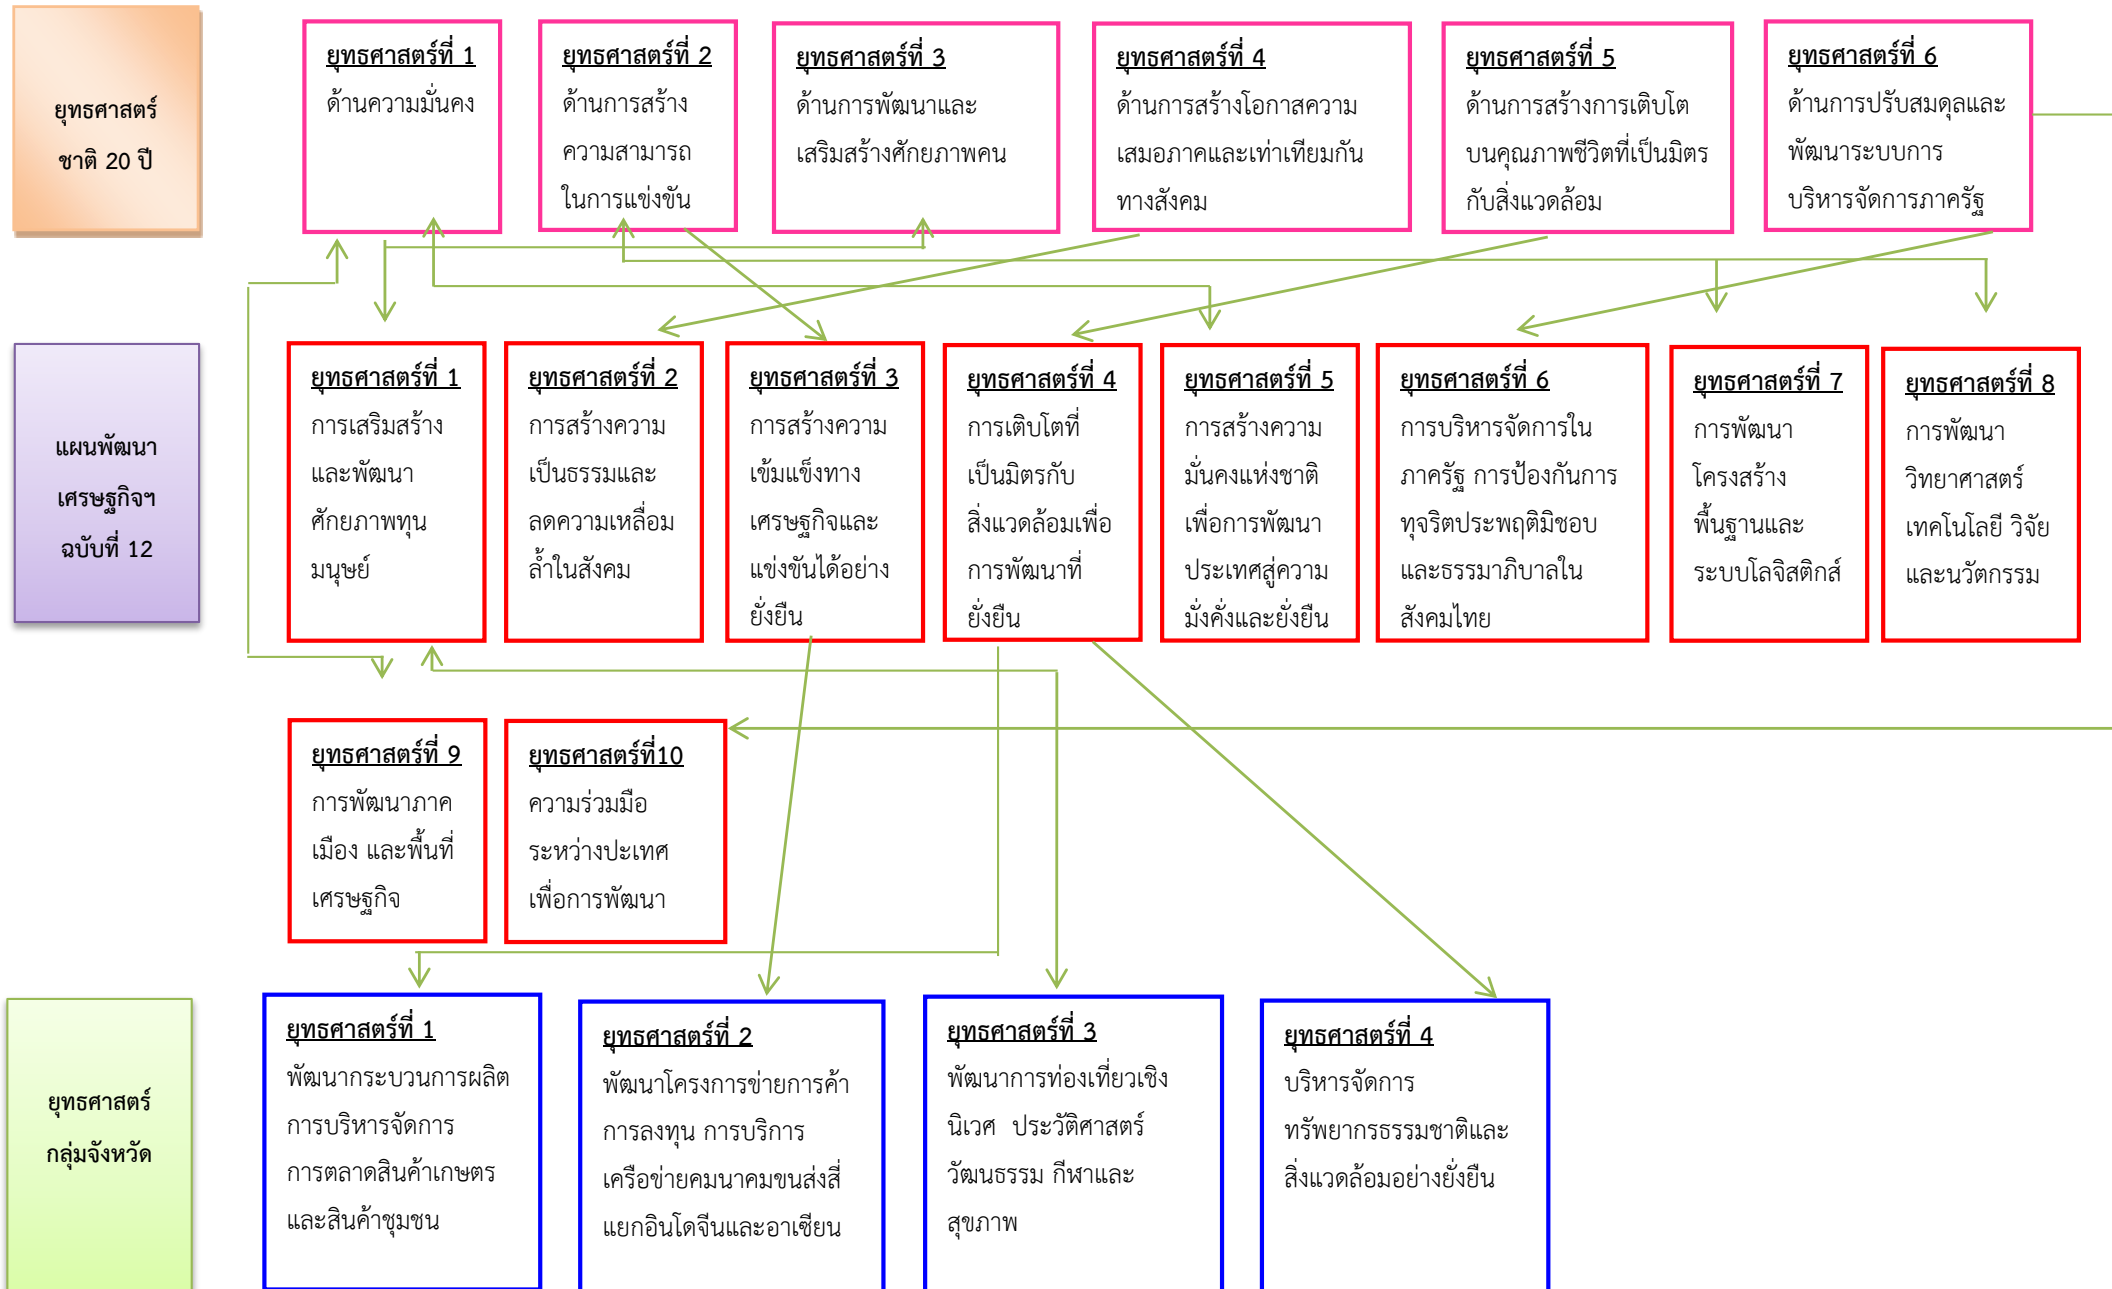 ยุทธศาสตร์
ชาติ 20 ปี
ยุทธศาสตร์ที่ 1
ด้านความมั่นคง
ยุทธศาสตร์ที่ 2
ด้านการสร้าง
ความสามารถ
ในการแข่งขัน
ยุทธศาสตร์ที่ 3
ด้านการพัฒนาและ
เสริมสร้างศักยภาพคน
ยุทธศาสตร์ที่ 4
ด้านการสร้างโอกาสความ
เสมอภาคและเท่าเทียมกัน
ทางสังคม
ยุทธศาสตร์ที่ 5
ด้านการสร้างการเติบโต
บนคุณภาพชีวิตที่เป็นมิตร
กับสิ่งแวดล้อม
ยุทธศาสตร์ที่ 6
ด้านการปรับสมดุลและ
พัฒนาระบบการ
บริหารจัดการภาครัฐ
แผนพัฒนา
เศรษฐกิจฯ
ฉบับที่ 12
ยุทธศาสตร์ที่ 1
การเสริมสร้าง
และพัฒนา
ศักยภาพทุน
มนุษย์
ยุทธศาสตร์ที่ 2
การสร้างความ
เป็นธรรมและ
ลดความเหลื่อม
ล้ำในสังคม
ยุทธศาสตร์ที่ 3
การสร้างความ
เข้มแข็งทาง
เศรษฐกิจและ
แข่งขันได้อย่าง
ยั่งยืน
ยุทธศาสตร์ที่ 4
การเติบโตที่
เป็นมิตรกับ
สิ่งแวดล้อมเพื่อ
การพัฒนาที่
ยั่งยืน
ยุทธศาสตร์ที่ 5
การสร้างความ
มั่นคงแห่งชาติ
เพื่อการพัฒนา
ประเทศสู่ความ
มั่งคั่งและยั่งยืน
ยุทธศาสตร์ที่ 6
การบริหารจัดการใน
ภาครัฐ การป้องกันการ
ทุจริตประพฤติมิชอบ
และธรรมาภิบาลใน
สังคมไทย
ยุทธศาสตร์ที่ 7
การพัฒนา
โครงสร้าง
พื้นฐานและ
ระบบโลจิสติกส์
ยุทธศาสตร์ที่ 8
การพัฒนา
วิทยาศาสตร์
เทคโนโลยี วิจัย
และนวัตกรรม
ยุทธศาสตร์ที่ 9
การพัฒนาภาค
เมือง และพื้นที่
เศรษฐกิจ
ยุทธศาสตร์ที่10
ความร่วมมือ
ระหว่างปะเทศ
เพื่อการพัฒนา
ยุทธศาสตร์
กลุ่มจังหวัด
ยุทธศาสตร์ที่ 1
พัฒนากระบวนการผลิต
การบริหารจัดการ
การตลาดสินค้าเกษตร
และสินค้าชุมชน
ยุทธศาสตร์ที่ 2
พัฒนาโครงการข่ายการค้า
การลงทุน การบริการ
เครือข่ายคมนาคมขนส่งสี่
แยกอินโดจีนและอาเซียน
ยุทธศาสตร์ที่ 3
พัฒนาการท่องเที่ยวเชิง
นิเวศ ประวัติศาสตร์
วัฒนธรรม กีฬาและ
สุขภาพ
ยุทธศาสตร์ที่ 4
บริหารจัดการ
ทรัพยากรธรรมชาติและ
สิ่งแวดล้อมอย่างยั่งยืน